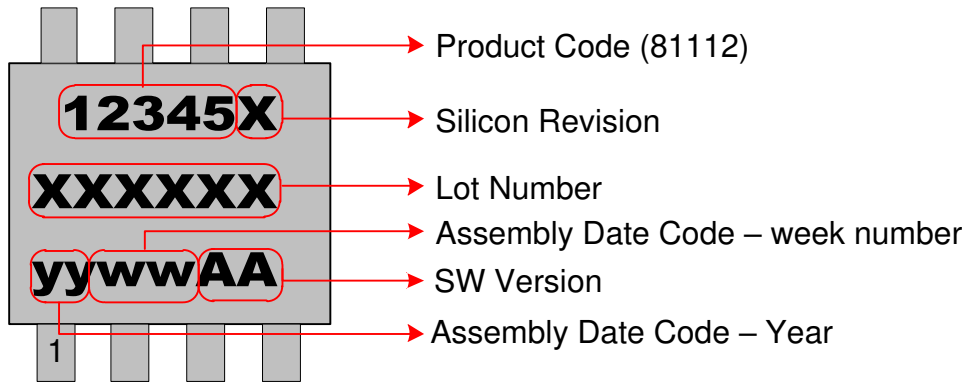 Product Code (81112)
12345X
Silicon Revision
XXXXXX
Lot Number
Assembly Date Code – week number
yywwAA
SW Version
Assembly Date Code – Year
1